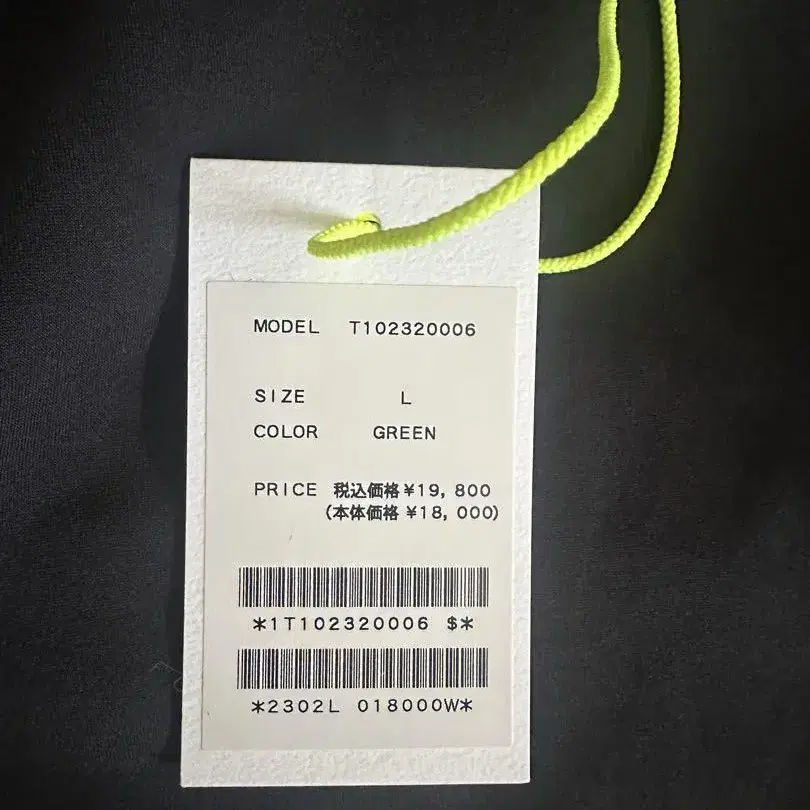 MODEL T102320006
SIZE L
COLOR GREEN
PRICE 税込価格¥19,800
(本体価格 ¥18,000)
*1T102320006 $*
*2302L 018000W*